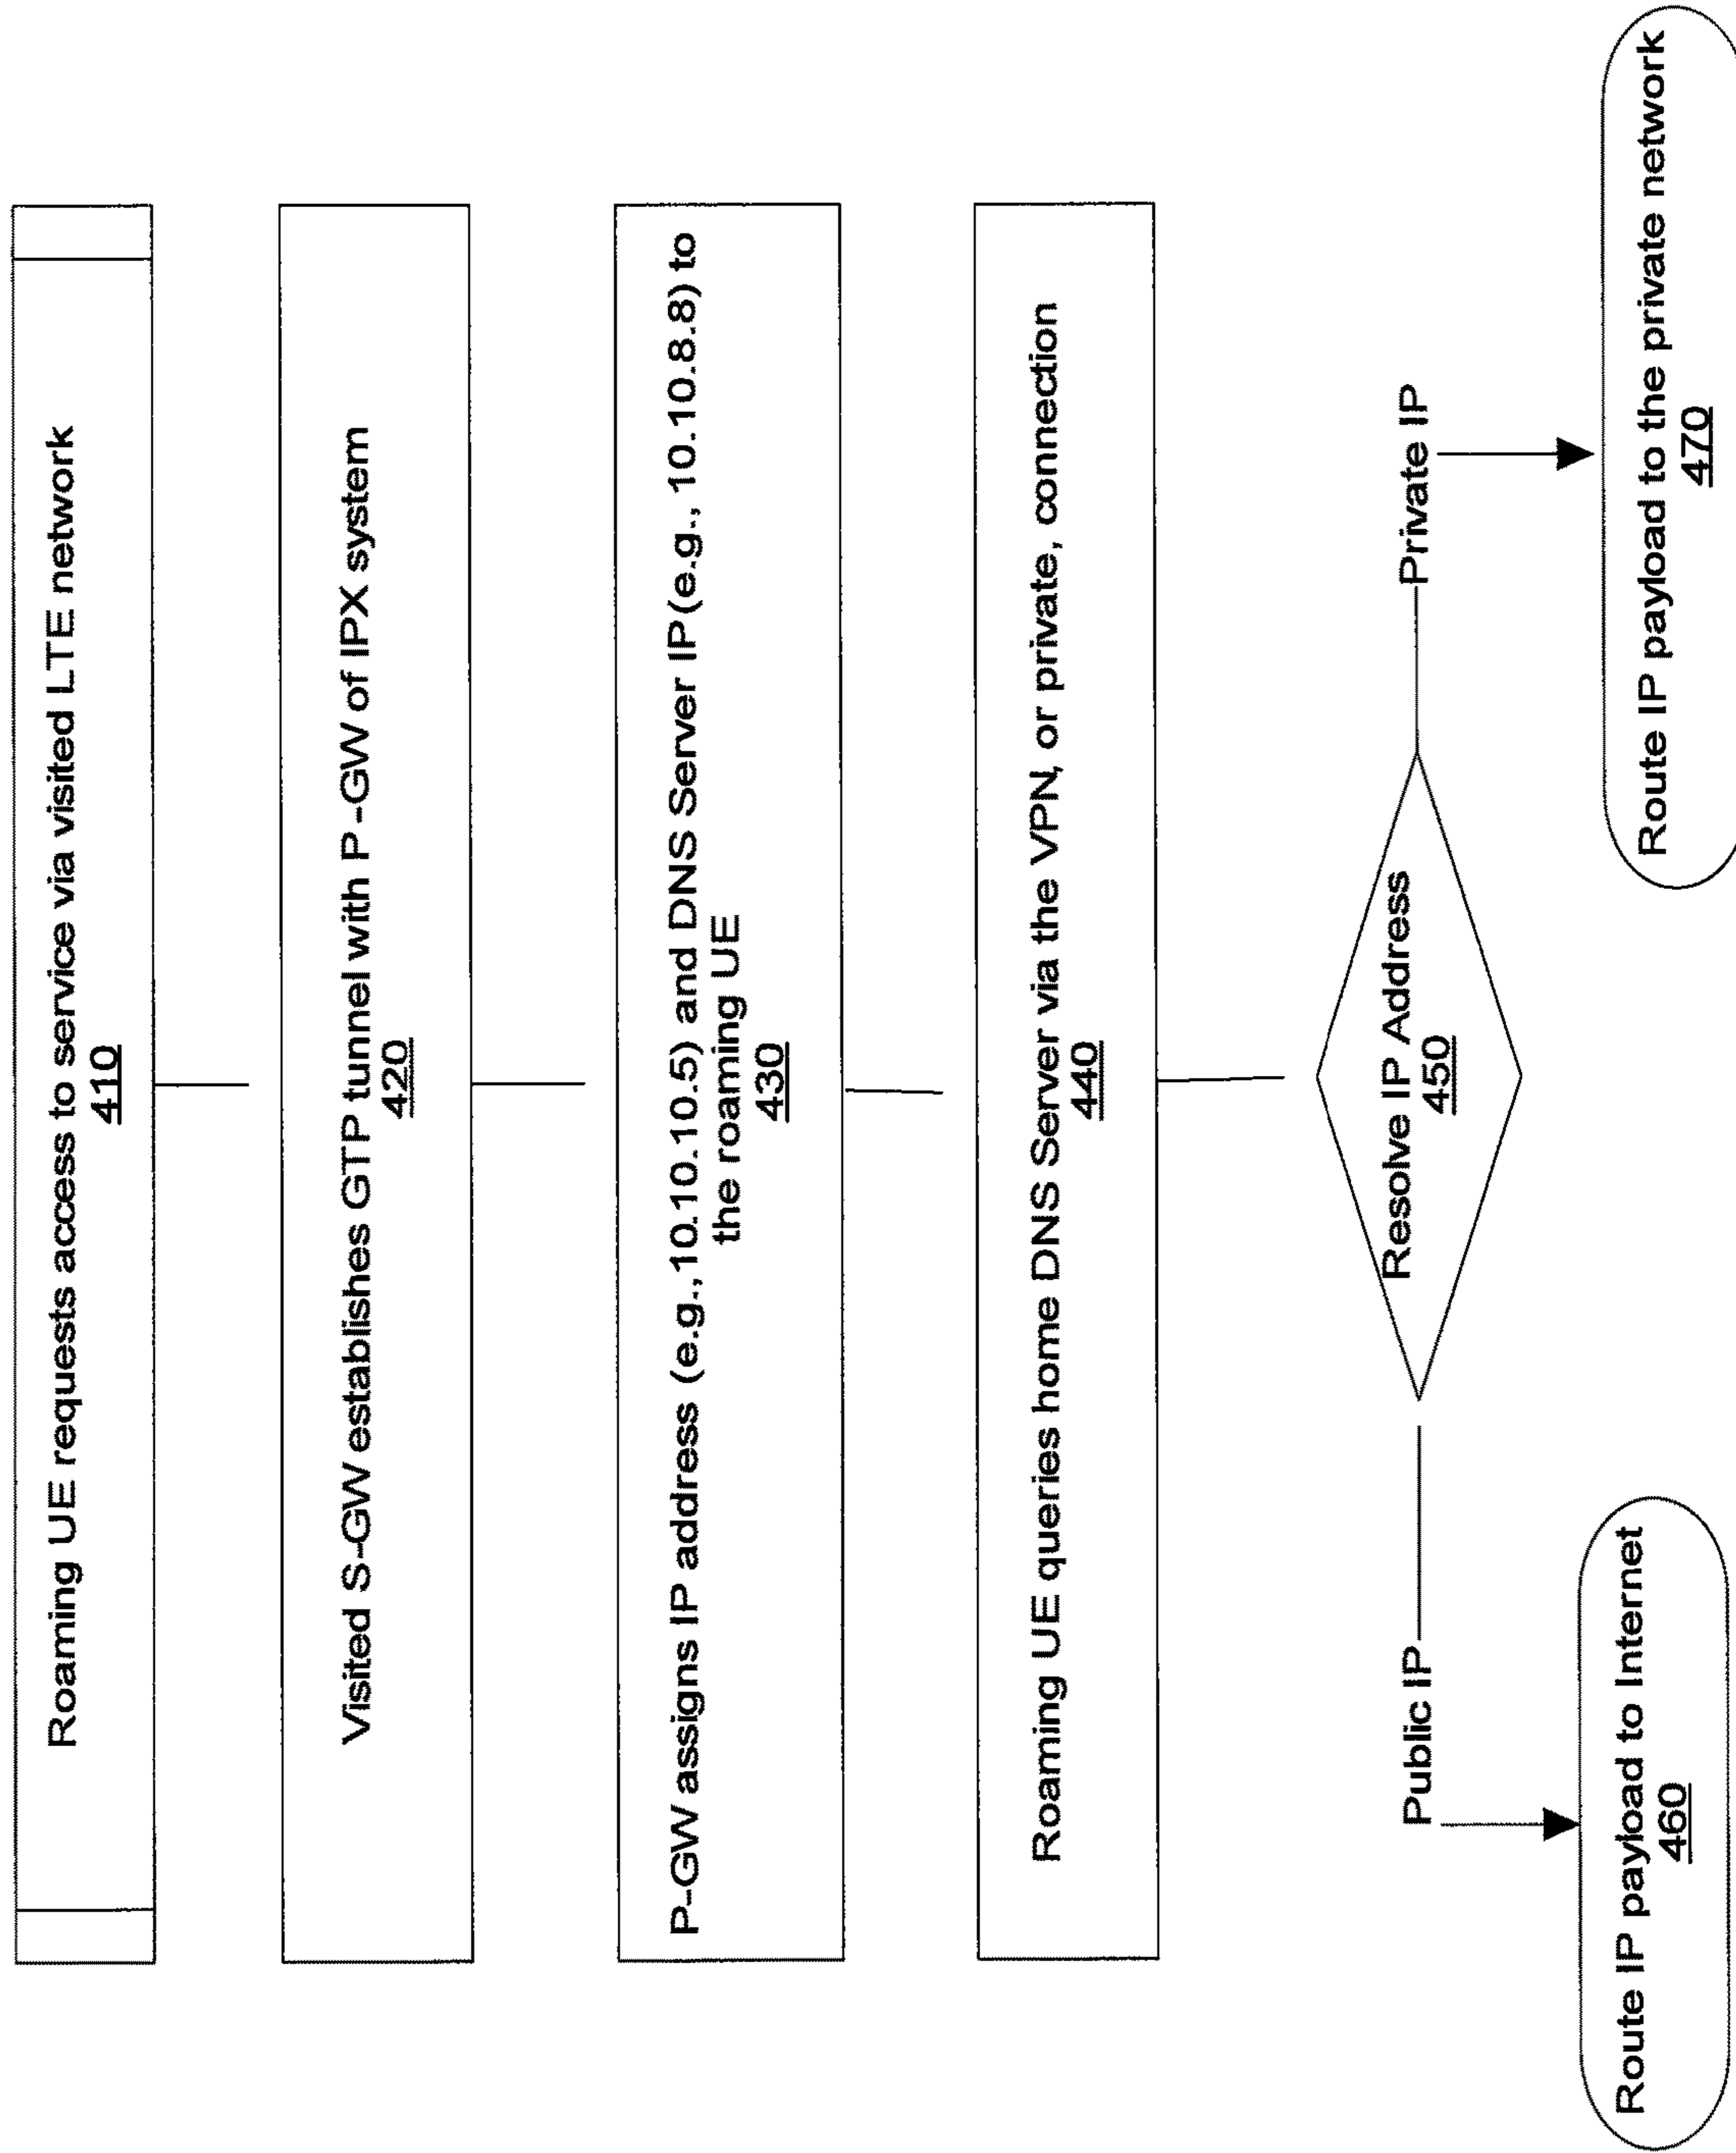 Roaming UE requests access to service via visited LTE network
410
Visited S-GW establishes GTP tunnel with P-GW of IPX system
420
P-GW assigns IP address (e.g.,10.10.10.5) and DNS Server IP(e.g., 10.10.8.8) to
the roaming UE
430
Roaming UE queries home DNS Server via the VPN, or private, connection
440
Resolve IP Address
450
Public IP
Private IP
Route IP payload to Internet
460
Route IP payload to the private network
470